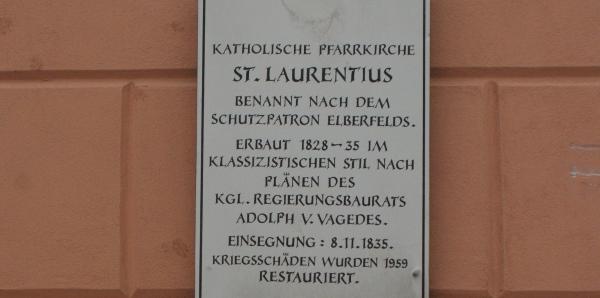 KATHOLISCHE PFARRKIRCHE
ST. LAURENTIUS
BENANNT NACH DEM
SCHUTZPATRON ELBERFELDS.
ERBAUT 1828-35 IM
KLASSIZISTISCHEN STIL NACH
PLÄNEN DES
KGL. REGIERUNGSBAURATS
ADOLPH V. VAGEDES.
EINSEGNUNG: 8.11.1835.
KRIEGSSCHÄDEN WURDEN 1959
RESTAURIERT.